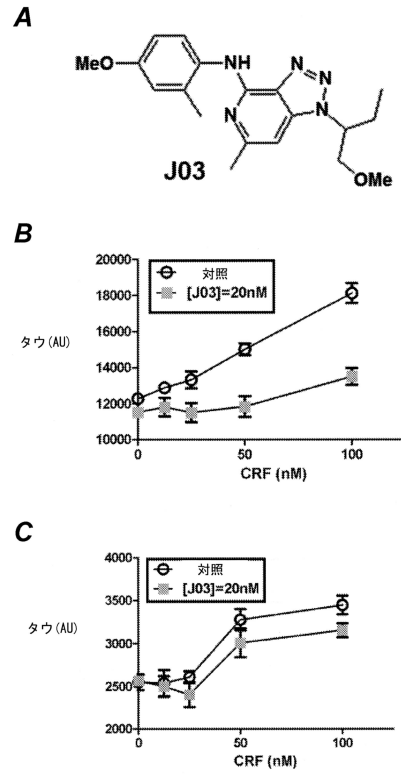 A
MeO
NH
N
N
N
N
N
OMe
J03
B
対照
[J03]=20nM
タウ(AU)
20000
18000
16000
14000
12000
10000
0
50
100
CRF (nM)
C
対照
[J03]=20nM
タウ(AU)
4000
3500
3000
2500
2000
0
50
100
CRF (nM)